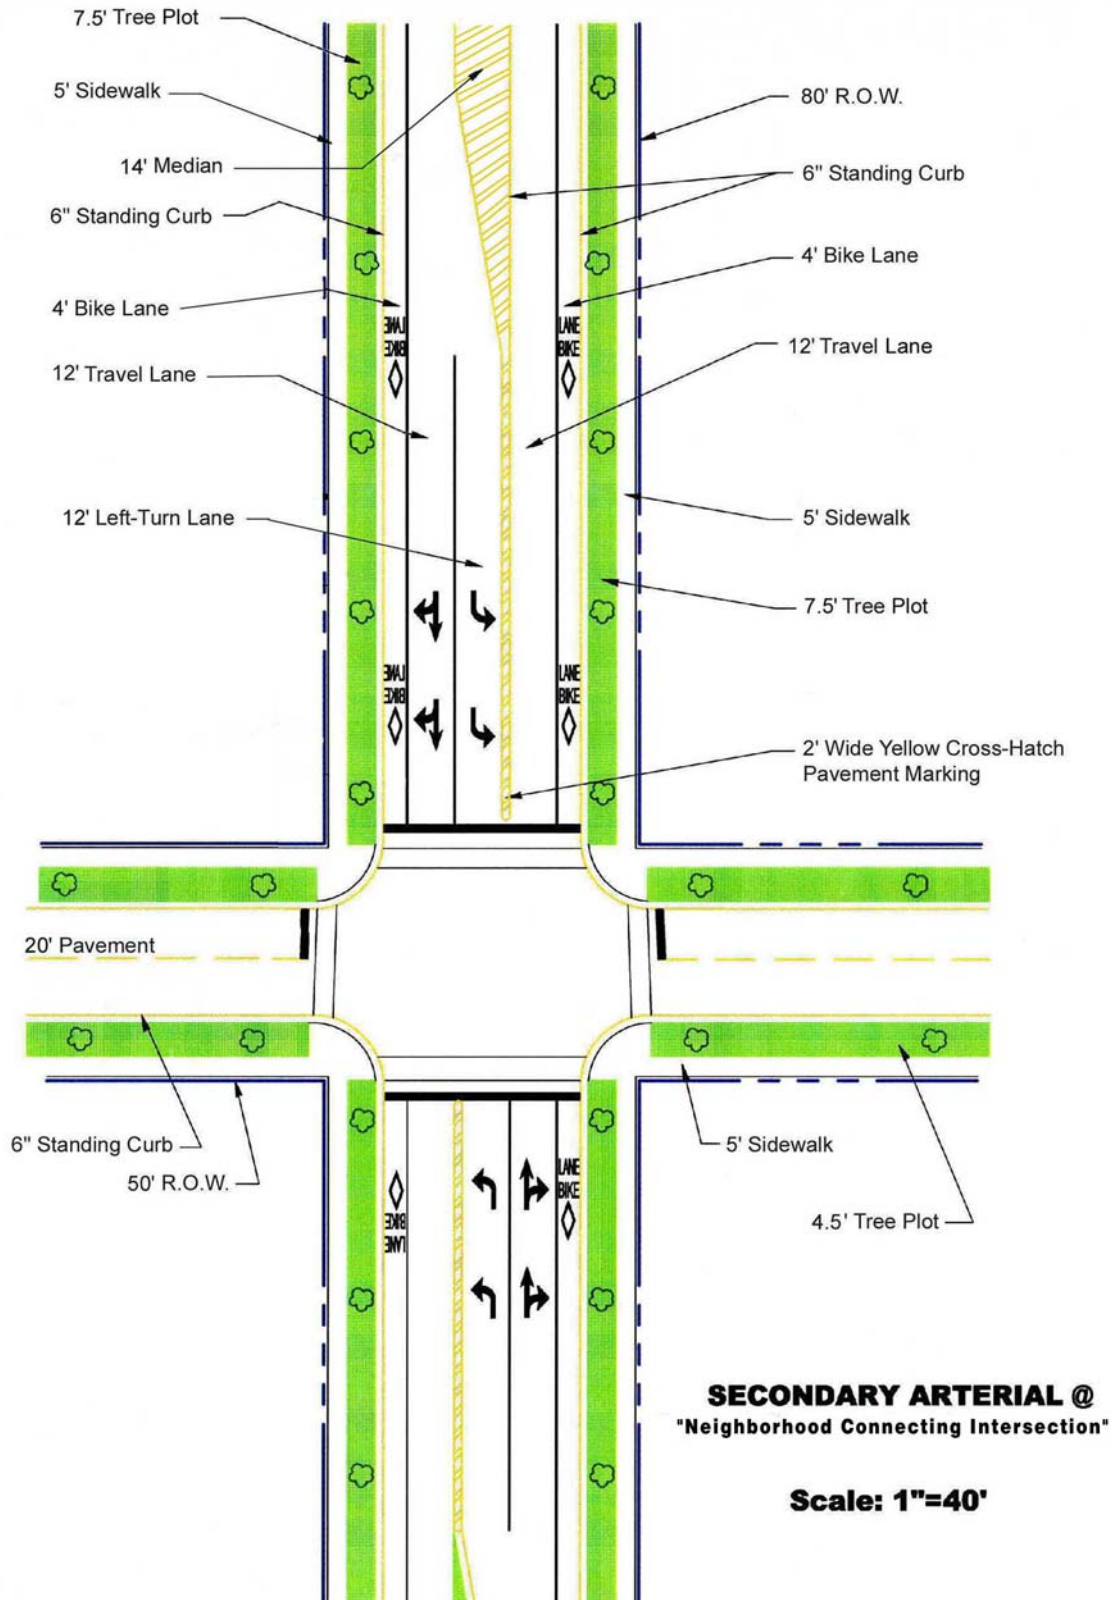 7.5' Tree Plot
5' Sidewalk
80' R.O.W.
14' Median
6" Standing Curb
6" Standing Curb
4' Bike Lane
4' Bike Lane
LANE
BIKE
LANE
BIKE
12' Travel Lane
12' Travel Lane
12' Left-Turn Lane
5' Sidewalk
7.5' Tree Plot
LANE
BIKE
LANE
BIKE
2' Wide Yellow Cross-Hatch
Pavement Marking
20' Pavement
6" Standing Curb
5' Sidewalk
50' R.O.W.
LANE
BIKE
BIKE
LANE
4.5' Tree Plot
SECONDARY ARTERIAL @
"Neighborhood Connecting Intersection"
Scale: 1"=40'